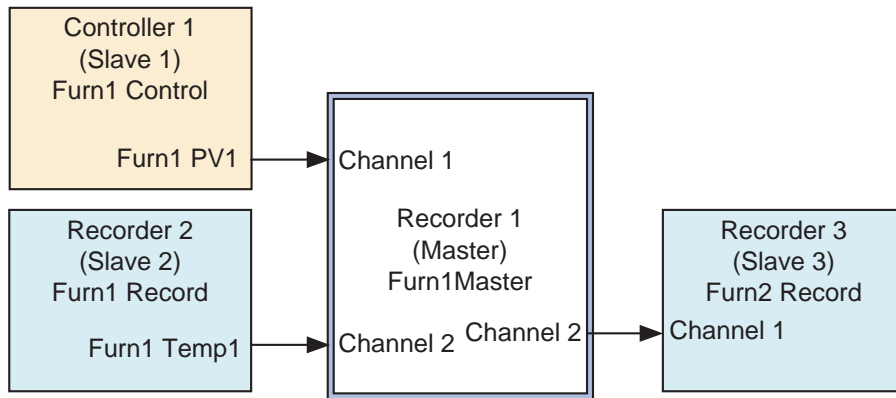 Controller 1
(Slave 1)
Furn1 Control
Furn1 PV1
Recorder 2
(Slave 2)
Furn1 Record
Furn1 Temp1
Channel 1
Recorder 1
(Master)
Furn1Master
Channel 2
Channel 2
Recorder 3
(Slave 3)
Furn2 Record
Channel 1